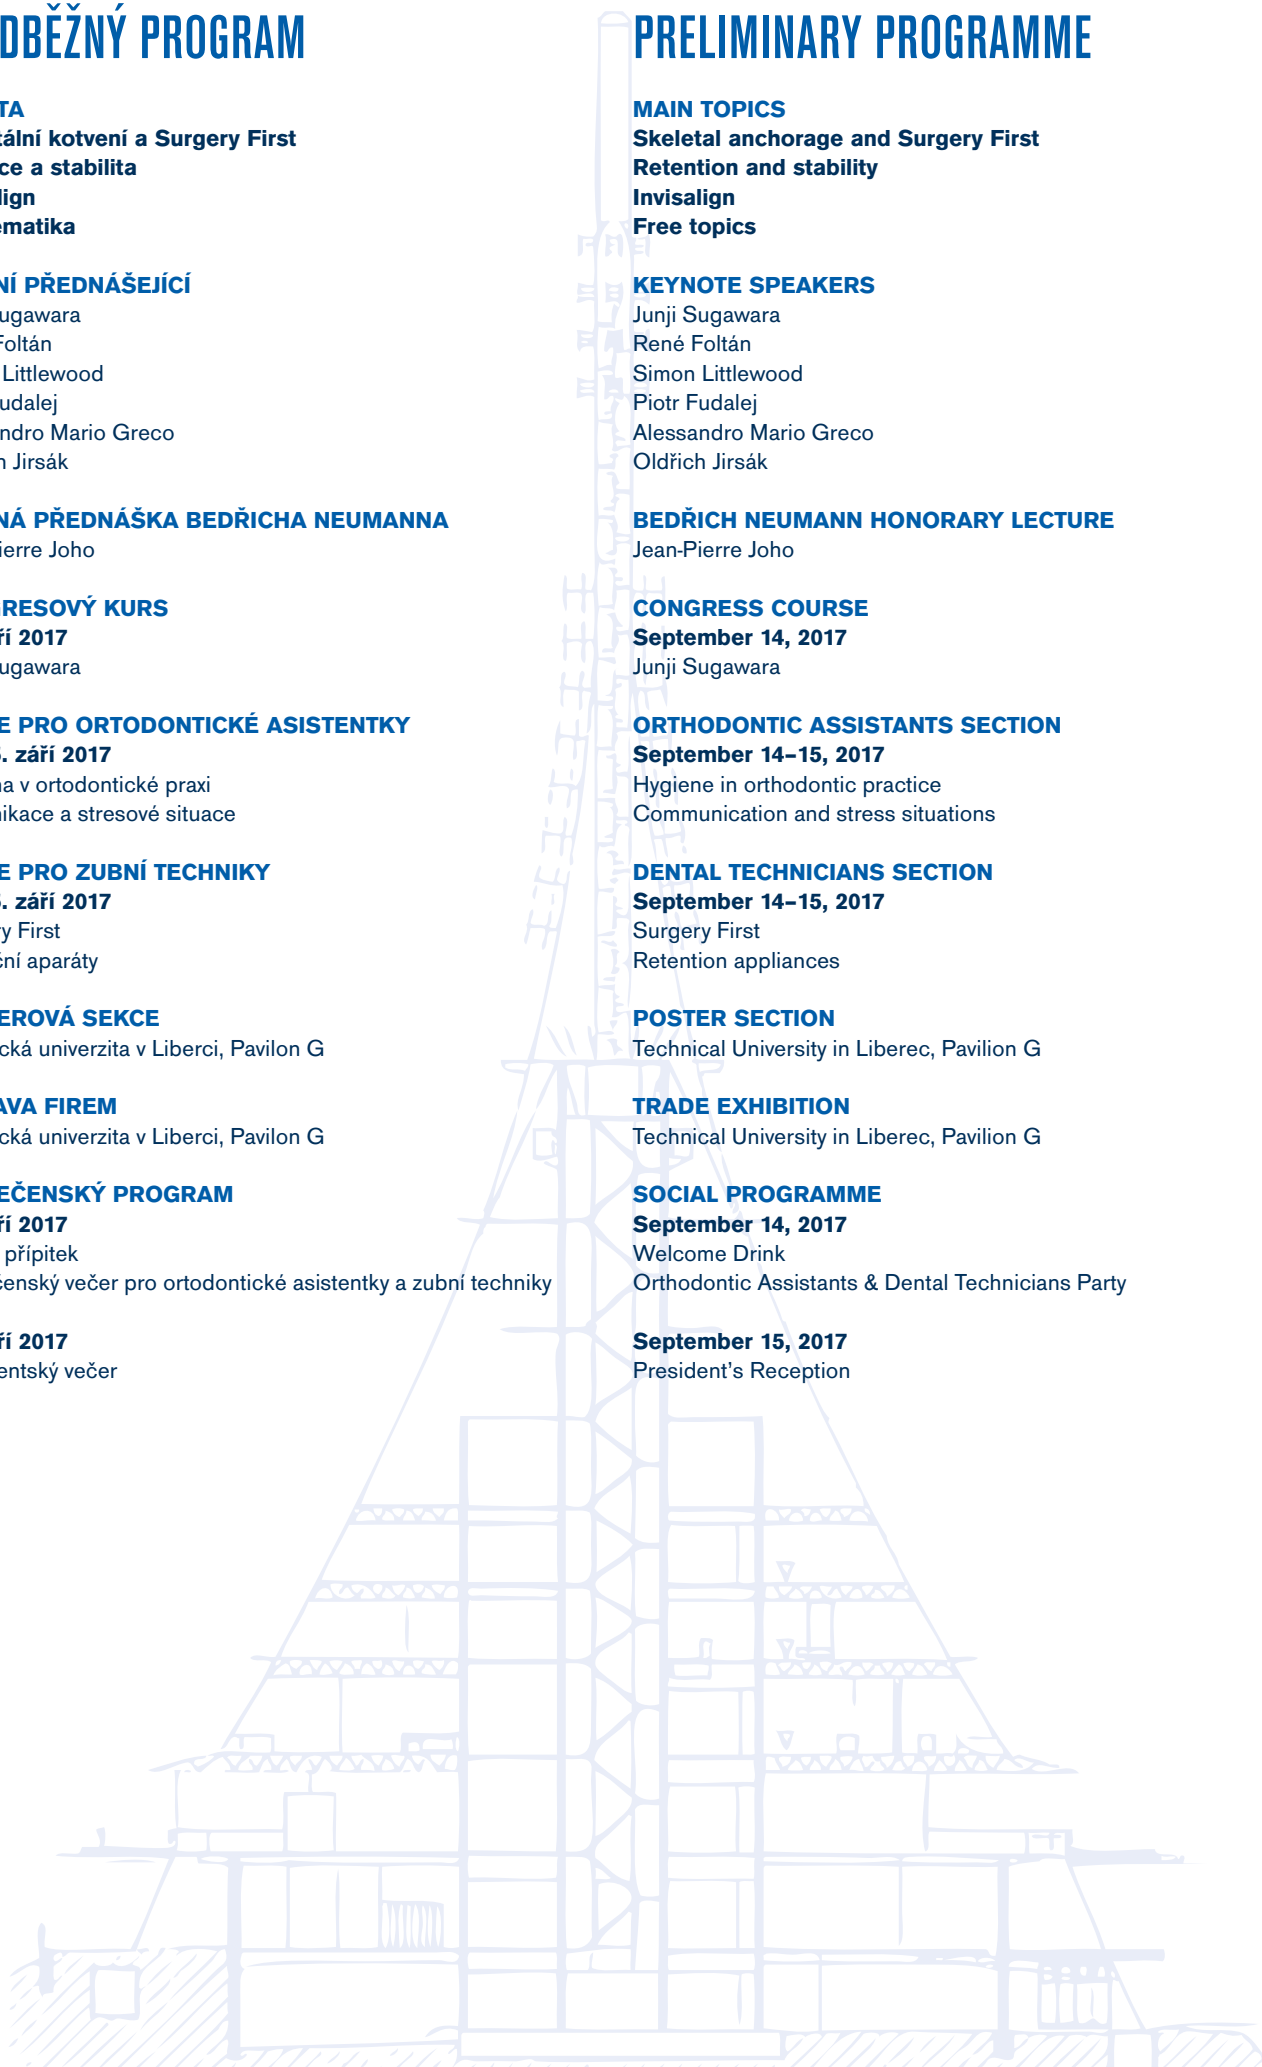 DBĚŽNÝ PROGRAM
TA
tální kotvení a Surgery First
ce a stabilita
lign
ematika
NÍ PŘEDNÁŠEJÍCÍ
ugawara
Foltán
Littlewood
udalej
ndro Mario Greco
n Jirsák
NÁ PŘEDNÁŠKA BEDŘICHA NEUMANNA
ierre Joho
GRESOVÝ KURS
ří 2017
ugawara
E PRO ORTODONTICKÉ ASISTENTKY
5. září 2017
na v ortodontické praxi
nikace a stresové situace
E PRO ZUBNÍ TECHNIKY
5. září 2017
ry First
ční aparáty
EROVÁ SEKCE
cká univerzita v Liberci, Pavilon G
AVA FIREM
cká univerzita v Liberci, Pavilon G
EČENSKÝ PROGRAM
ří 2017
přípitek
čenský večer pro ortodontické asistentky a zubní techniky
ří 2017
entský večer
PRELIMINARY PROGRAMME
MAIN TOPICS
Skeletal anchorage and Surgery First
Retention and stability
Invisalign
Free topics
KEYNOTE SPEAKERS
Junji Sugawara
René Foltán
Simon Littlewood
Piotr Fudalej
Alessandro Mario Greco
Oldřich Jirsák
BEDŘICH NEUMANN HONORARY LECTURE
Jean-Pierre Joho
CONGRESS COURSE
September 14, 2017
Junji Sugawara
ORTHODONTIC ASSISTANTS SECTION
September 14–15, 2017
Hygiene in orthodontic practice
Communication and stress situations
DENTAL TECHNICIANS SECTION
September 14–15, 2017
Surgery First
Retention appliances
POSTER SECTION
Technical University in Liberec, Pavilion G
TRADE EXHIBITION
Technical University in Liberec, Pavilion G
SOCIAL PROGRAMME
September 14, 2017
Welcome Drink
Orthodontic Assistants & Dental Technicians Party
September 15, 2017
President’s Reception